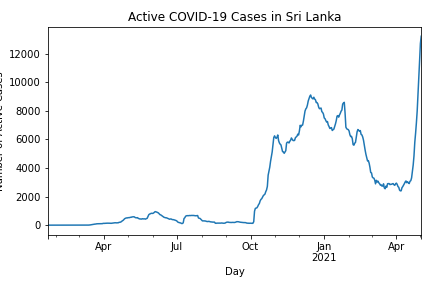 Active COVID-19 Cases in Sri Lanka
Number of Active Cases
12000
10000
8000
6000
4000
2000
0
Apr Jul Oct Jan Apr
2021
Day